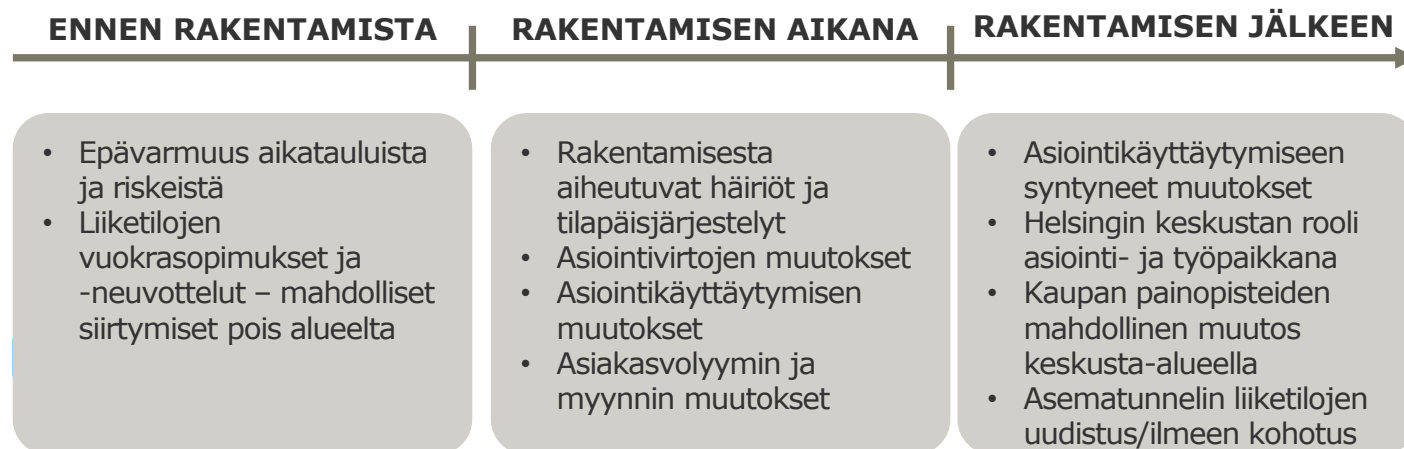 ENNEN RAKENTAMISTA
RAKENTAMISEN AIKANA
RAKENTAMISEN JÄLKEEN
• Epävarmuus aikatauluista
ja riskeistä
• Liiketilojen
vuokrasopimukset ja
-neuvottelut – mahdolliset
siirtymiset pois alueelta
• Rakentamisesta
aiheutuvat häiriöt ja
tilapäisjärjestelyt
• Asiointivirtojen muutokset
• Asiointikäyttäytymisen
muutokset
• Asiakasvolyymin ja
myynnin muutokset
• Asiointikäyttäytymiseen
syntyneet muutokset
• Helsingin keskustan rooli
asiointi- ja työpaikkana
• Kaupan painopisteiden
mahdollinen muutos
keskusta-alueella
• Asematunnelin liiketilojen
uudistus/ilmeen kohotus